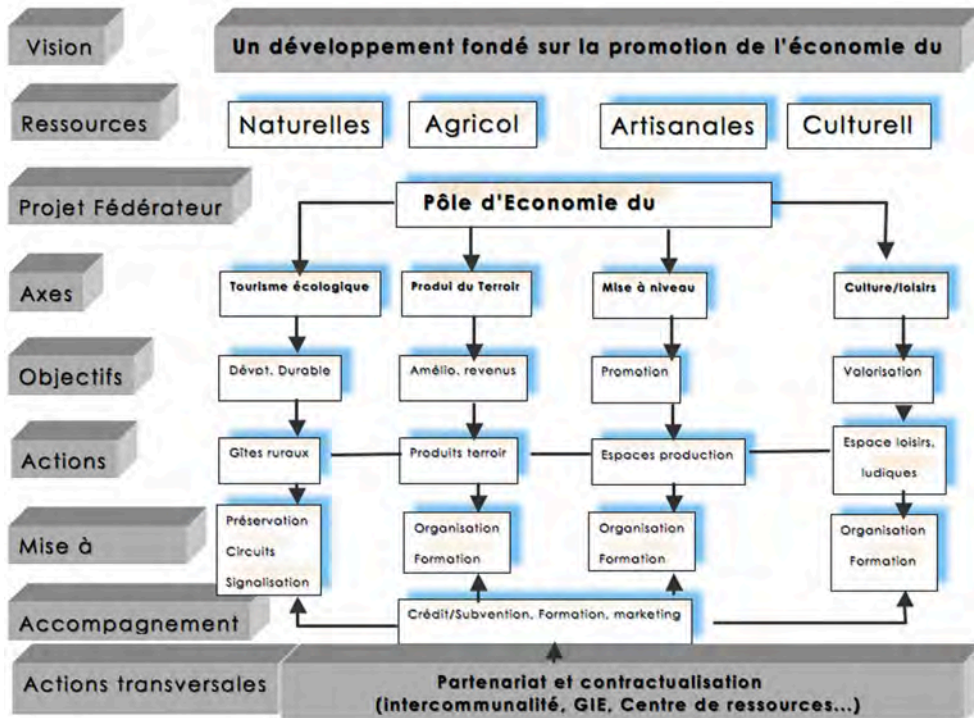 Vision
Un développement fondé sur la promotion de l'économie du
Ressources
Naturelles
Agricol
Artisanales
Culturell
Projet Fédérateur
Pôle d'Economie du
Axes
Tourisme écologique
Produi du Terroir
Mise à niveau
Culture/loisirs
Objectifs
Dévot. Durable
Amélio. revenus
Promotion
Valorisation
Actions
Gîtes ruraux
Produits terroir
Espaces production
Espace loisirs,
ludiques
Mise à
Préservation
Circuits
Signalisation
Organisation
Formation
Organisation
Formation
Organisation
Formation
Accompagnement
Crédit/Subvention, Formation, marketing
Actions transversales
Partenariat et contractualisation
(intercommunalité, GIE, Centre de ressources...)